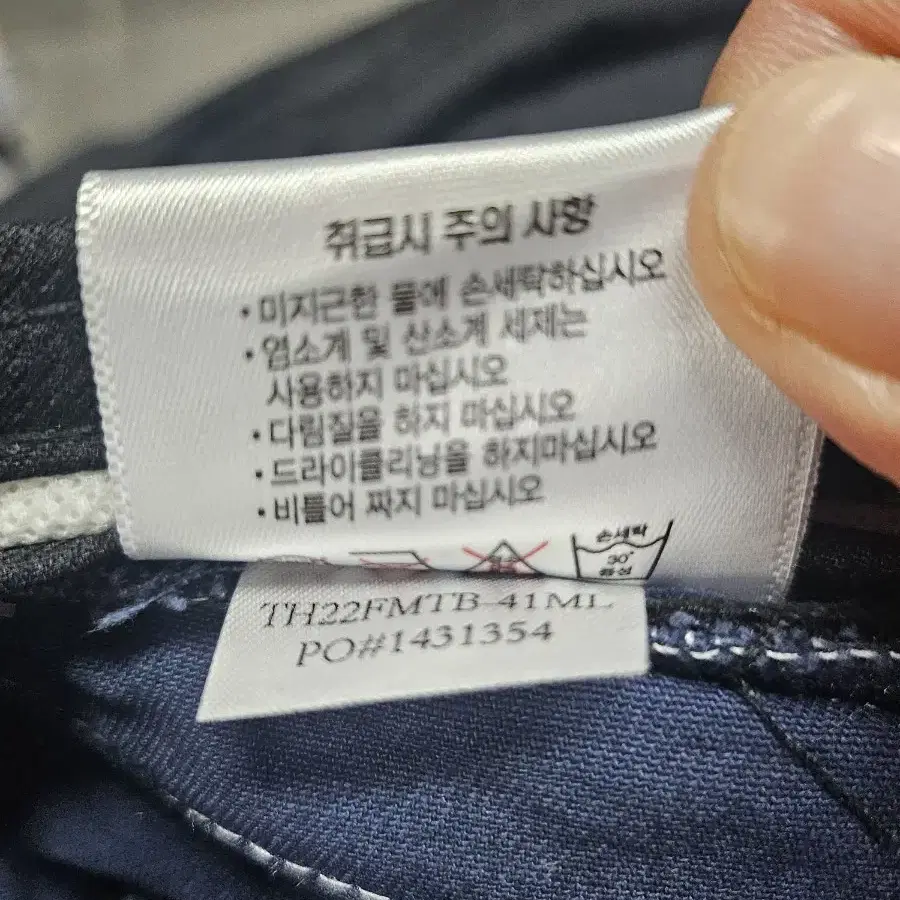 취급시 주의 사항
• 미지근한 물에 손세탁하십시오
• 염소계 및 산소계 세제는
사용하지 마십시오
• 다림질을 하지 마십시오
• 드라이클리닝을 하지마십시오
• 비틀어 짜지 마십시오
손세탁
30°
중성
TH22FMTB-41ML
PO#1431354